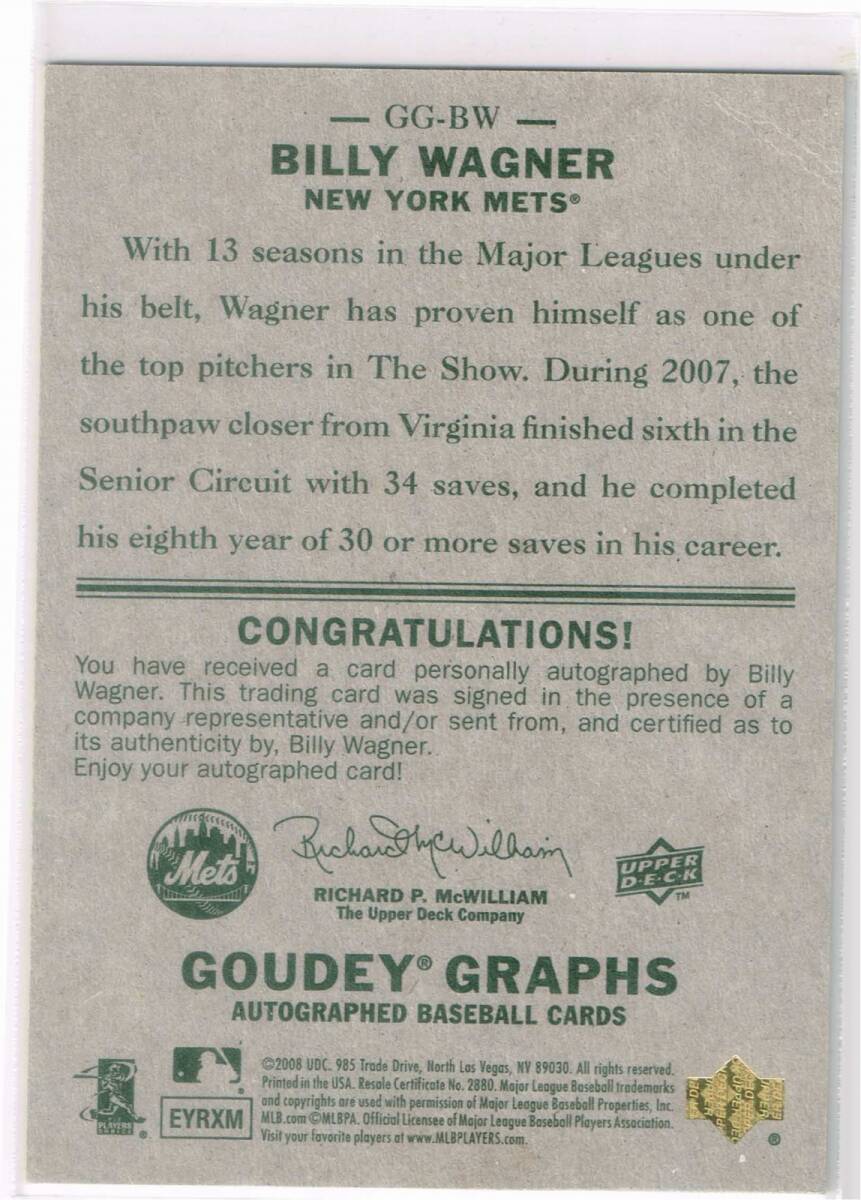 — GG-BW —
BILLY WAGNER
NEW YORK METS®
With 13 seasons in the Major Leagues under
his belt, Wagner has proven himself as one of
the top pitchers in The Show. During 2007, the
southpaw closer from Virginia finished sixth in the
Senior Circuit with 34 saves, and he completed
his eighth year of 30 or more saves in his career.
CONGRATULATIONS!
You have received a card personally autographed by Billy
Wagner. This trading card was signed in the presence of a
company representative and/or sent from, and certified as to
its authenticity by, Billy Wagner.
Enjoy your autographed card!
Mets
Richard P. McWilliam
UPPER
D·E·C·K
TM
RICHARD P. McWILLIAM
The Upper Deck Company
GOUDEY® GRAPHS
AUTOGRAPHED BASEBALL CARDS
PLAYERS
CHOICE
®
®
EYRXM
©2008 UDC. 985 Trade Drive, North Las Vegas, NV 89030. All rights reserved.
Printed in the USA. Resale Certificate No. 2880. Major League Baseball trademarks
and copyrights are used with permission of Major League Baseball Properties, Inc.
MLB.com ©MLBPA. Official Licensee of Major League Baseball Players Association.
Visit your favorite players at www.MLBPLAYERS.com.
®